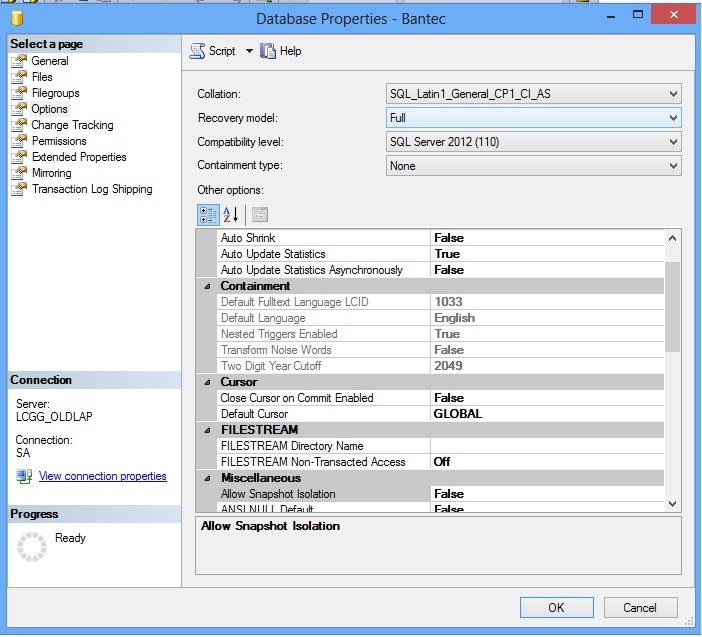 Database Properties - Bantec
Select a page
General
Files
Filegroups
Options
Change Tracking
Permissions
Extended Properties
Mirroring
Transaction Log Shipping
Connection
Server:
LCGG_OLDLAP
Connection:
SA
View connection properties
Progress
Ready
Script
Help
Collation: SQL_Latin1_General_CP1_CI_AS
Recovery model: Full
Compatibility level: SQL Server 2012 (110)
Containment type: None
Other options:
Auto Shrink False
Auto Update Statistics True
Auto Update Statistics Asynchronously False
Containment
Default Fulltext Language LCID 1033
Default Language English
Nested Triggers Enabled True
Transform Noise Words False
Two Digit Year Cutoff 2049
Cursor
Close Cursor on Commit Enabled False
Default Cursor GLOBAL
FILESTREAM
FILESTREAM Directory Name
FILESTREAM Non-Transacted Access Off
Miscellaneous
Allow Snapshot Isolation False
ANSI NULL Default False
Allow Snapshot Isolation
OK Cancel